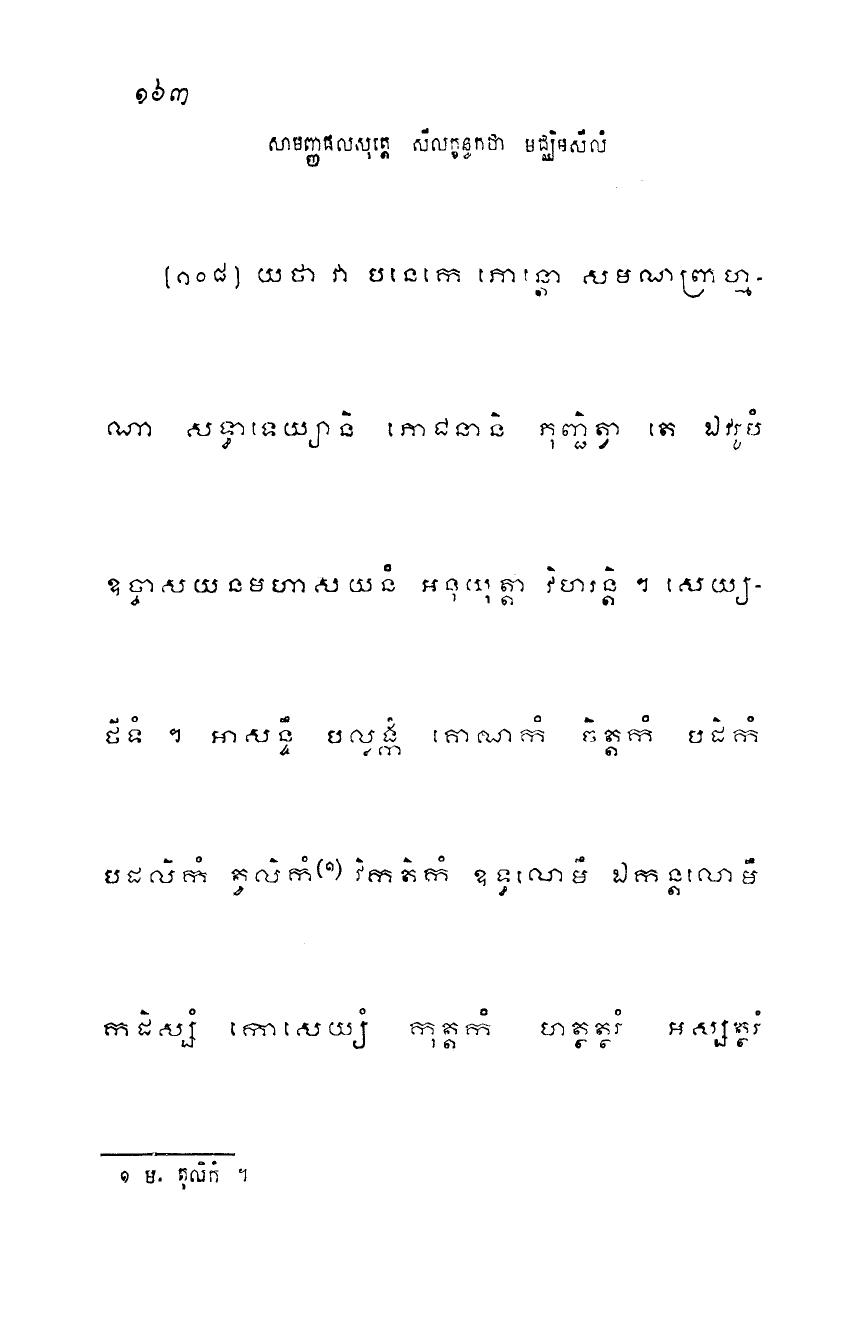 ១៦៣
សាមញ្ញផលសុត្តេ សីលក្ខន្ធកថា មជ្ឈិមសីលំ
(១០៨) យថា វា បនេកេ ភោន្តោ សមណព្រាហ្ម-
ណា សទ្ធាទេយ្យានិ ភោជនានិ ភុញ្ជិត្វា តេ ឯវរូបំ
ឧច្ចាសយនមហាសយនំ អនុយុត្តា វិហរន្តិ ។ សេយ្យ-
ថីទំ ។ អាសន្ទឹ បល្លង្កំ គោណកំ ចិត្តកំ បដិកំ
បដលិកំ តូលិកំ(១) វិកតិកំ ឧទ្ទលោមឹ ឯកន្តលោមឹ
កដិស្សំ កោសេយ្យំ កុត្តកំ ហត្ថត្ថរំ អស្សត្ថរំ
១ ម. តុលិកំ ។